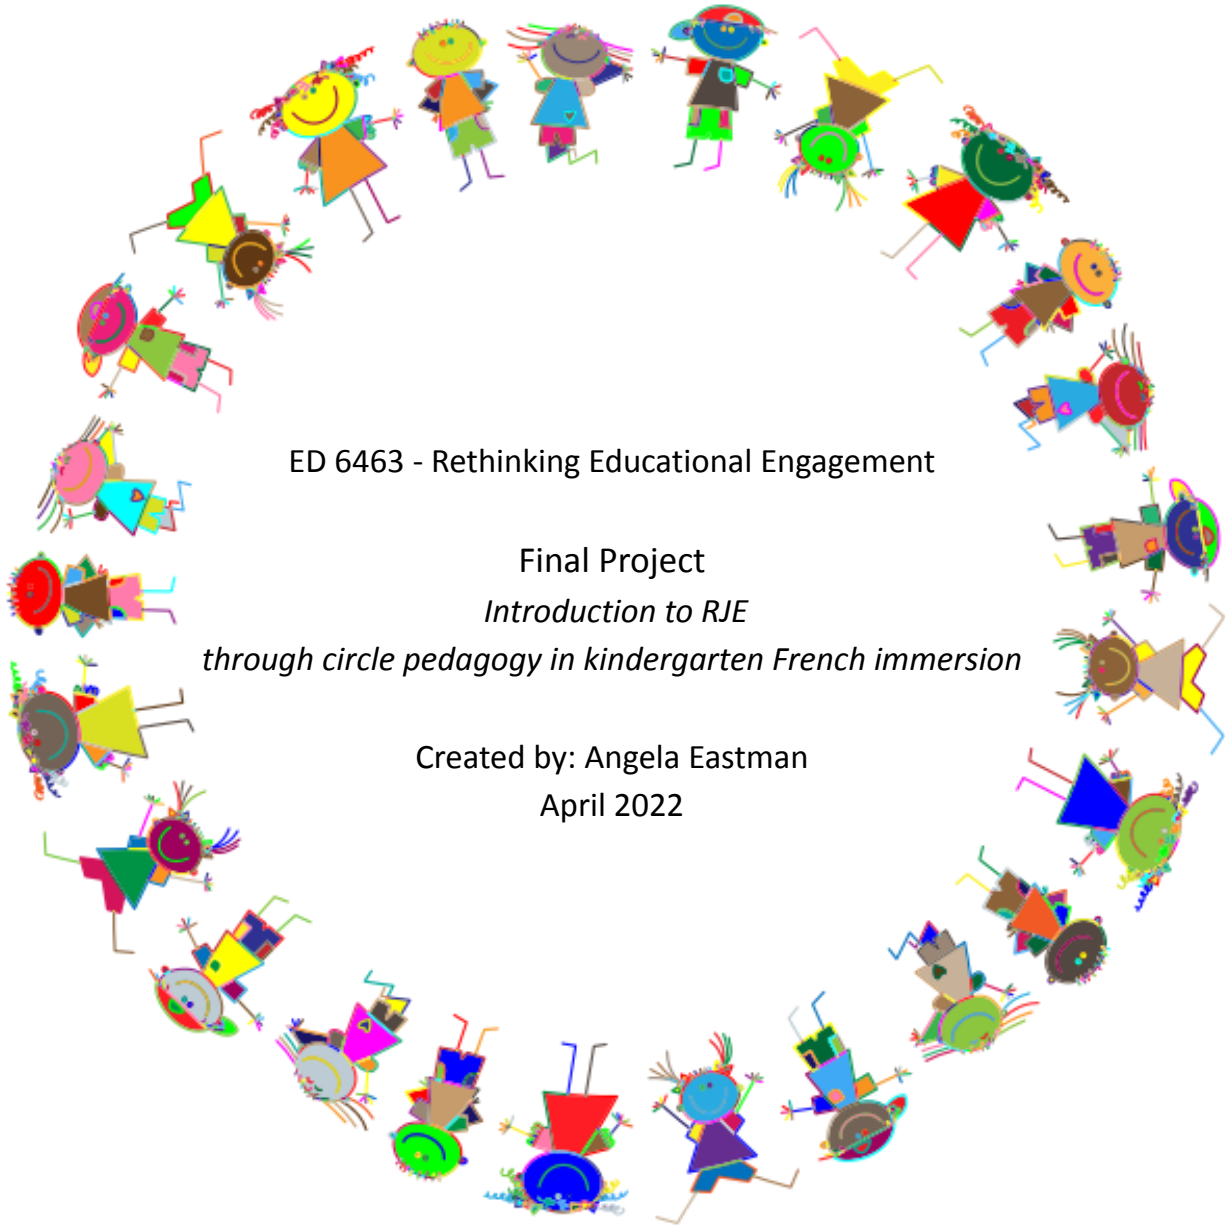 ED 6463 - Rethinking Educational Engagement
Final Project
Introduction to RJE
through circle pedagogy in kindergarten French immersion
Created by: Angela Eastman
April 2022